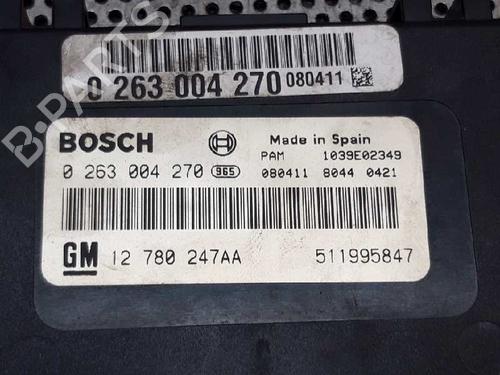 0 263 004 270 080411
BOSCH Made in Spain
PAM 1039E02349
0 263 004 270 965 080411 8044 0421
GM 12 780 247AA 511995847
B-PARTS